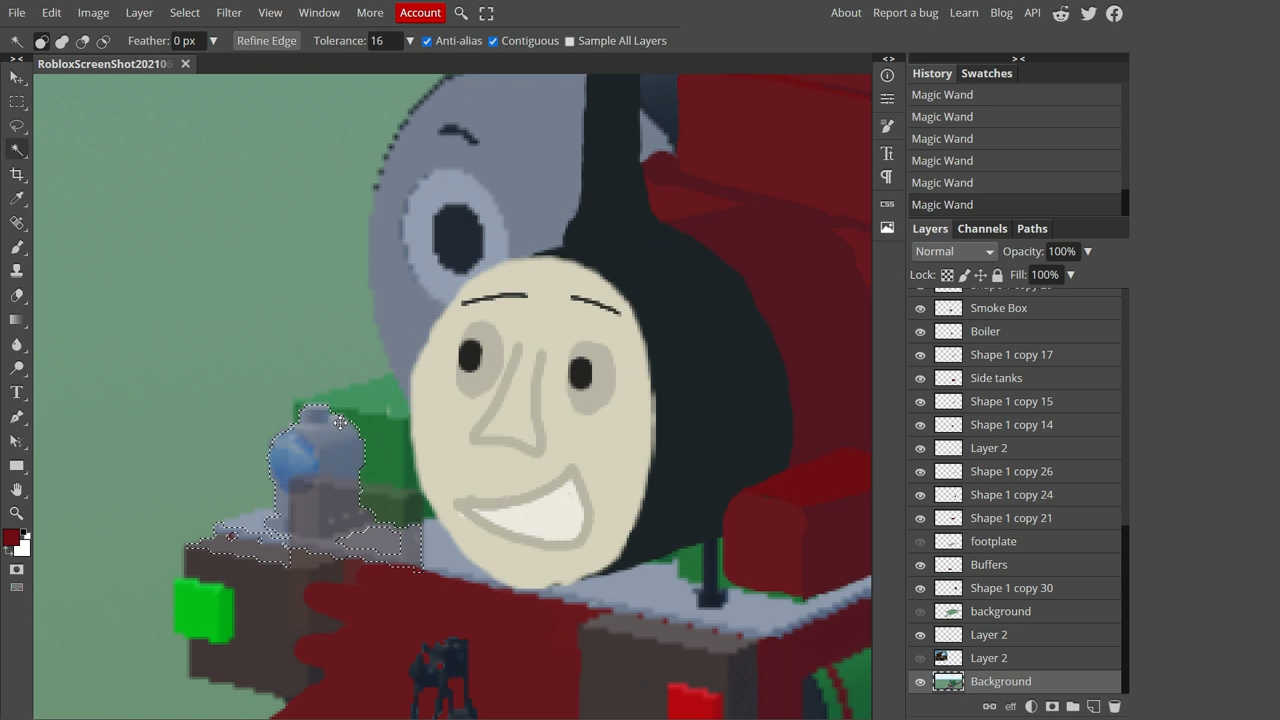 File Edit Image Layer Select Filter View Window More Account About Report a bug Learn Blog API
Feather: 0 px Refine Edge Tolerance: 16 Anti-alias Contiguous Sample All Layers
RobloxScreenShot202106
History Swatches
Magic Wand
Magic Wand
Magic Wand
Magic Wand
Magic Wand
Magic Wand
Layers Channels Paths
Normal Opacity: 100%
Lock: Fill: 100%
Smoke Box
Boiler
Shape 1 copy 17
Side tanks
Shape 1 copy 15
Shape 1 copy 14
Layer 2
Shape 1 copy 26
Shape 1 copy 24
Shape 1 copy 21
footplate
Buffers
Shape 1 copy 30
background
Layer 2
Layer 2
Background
CSS
eff